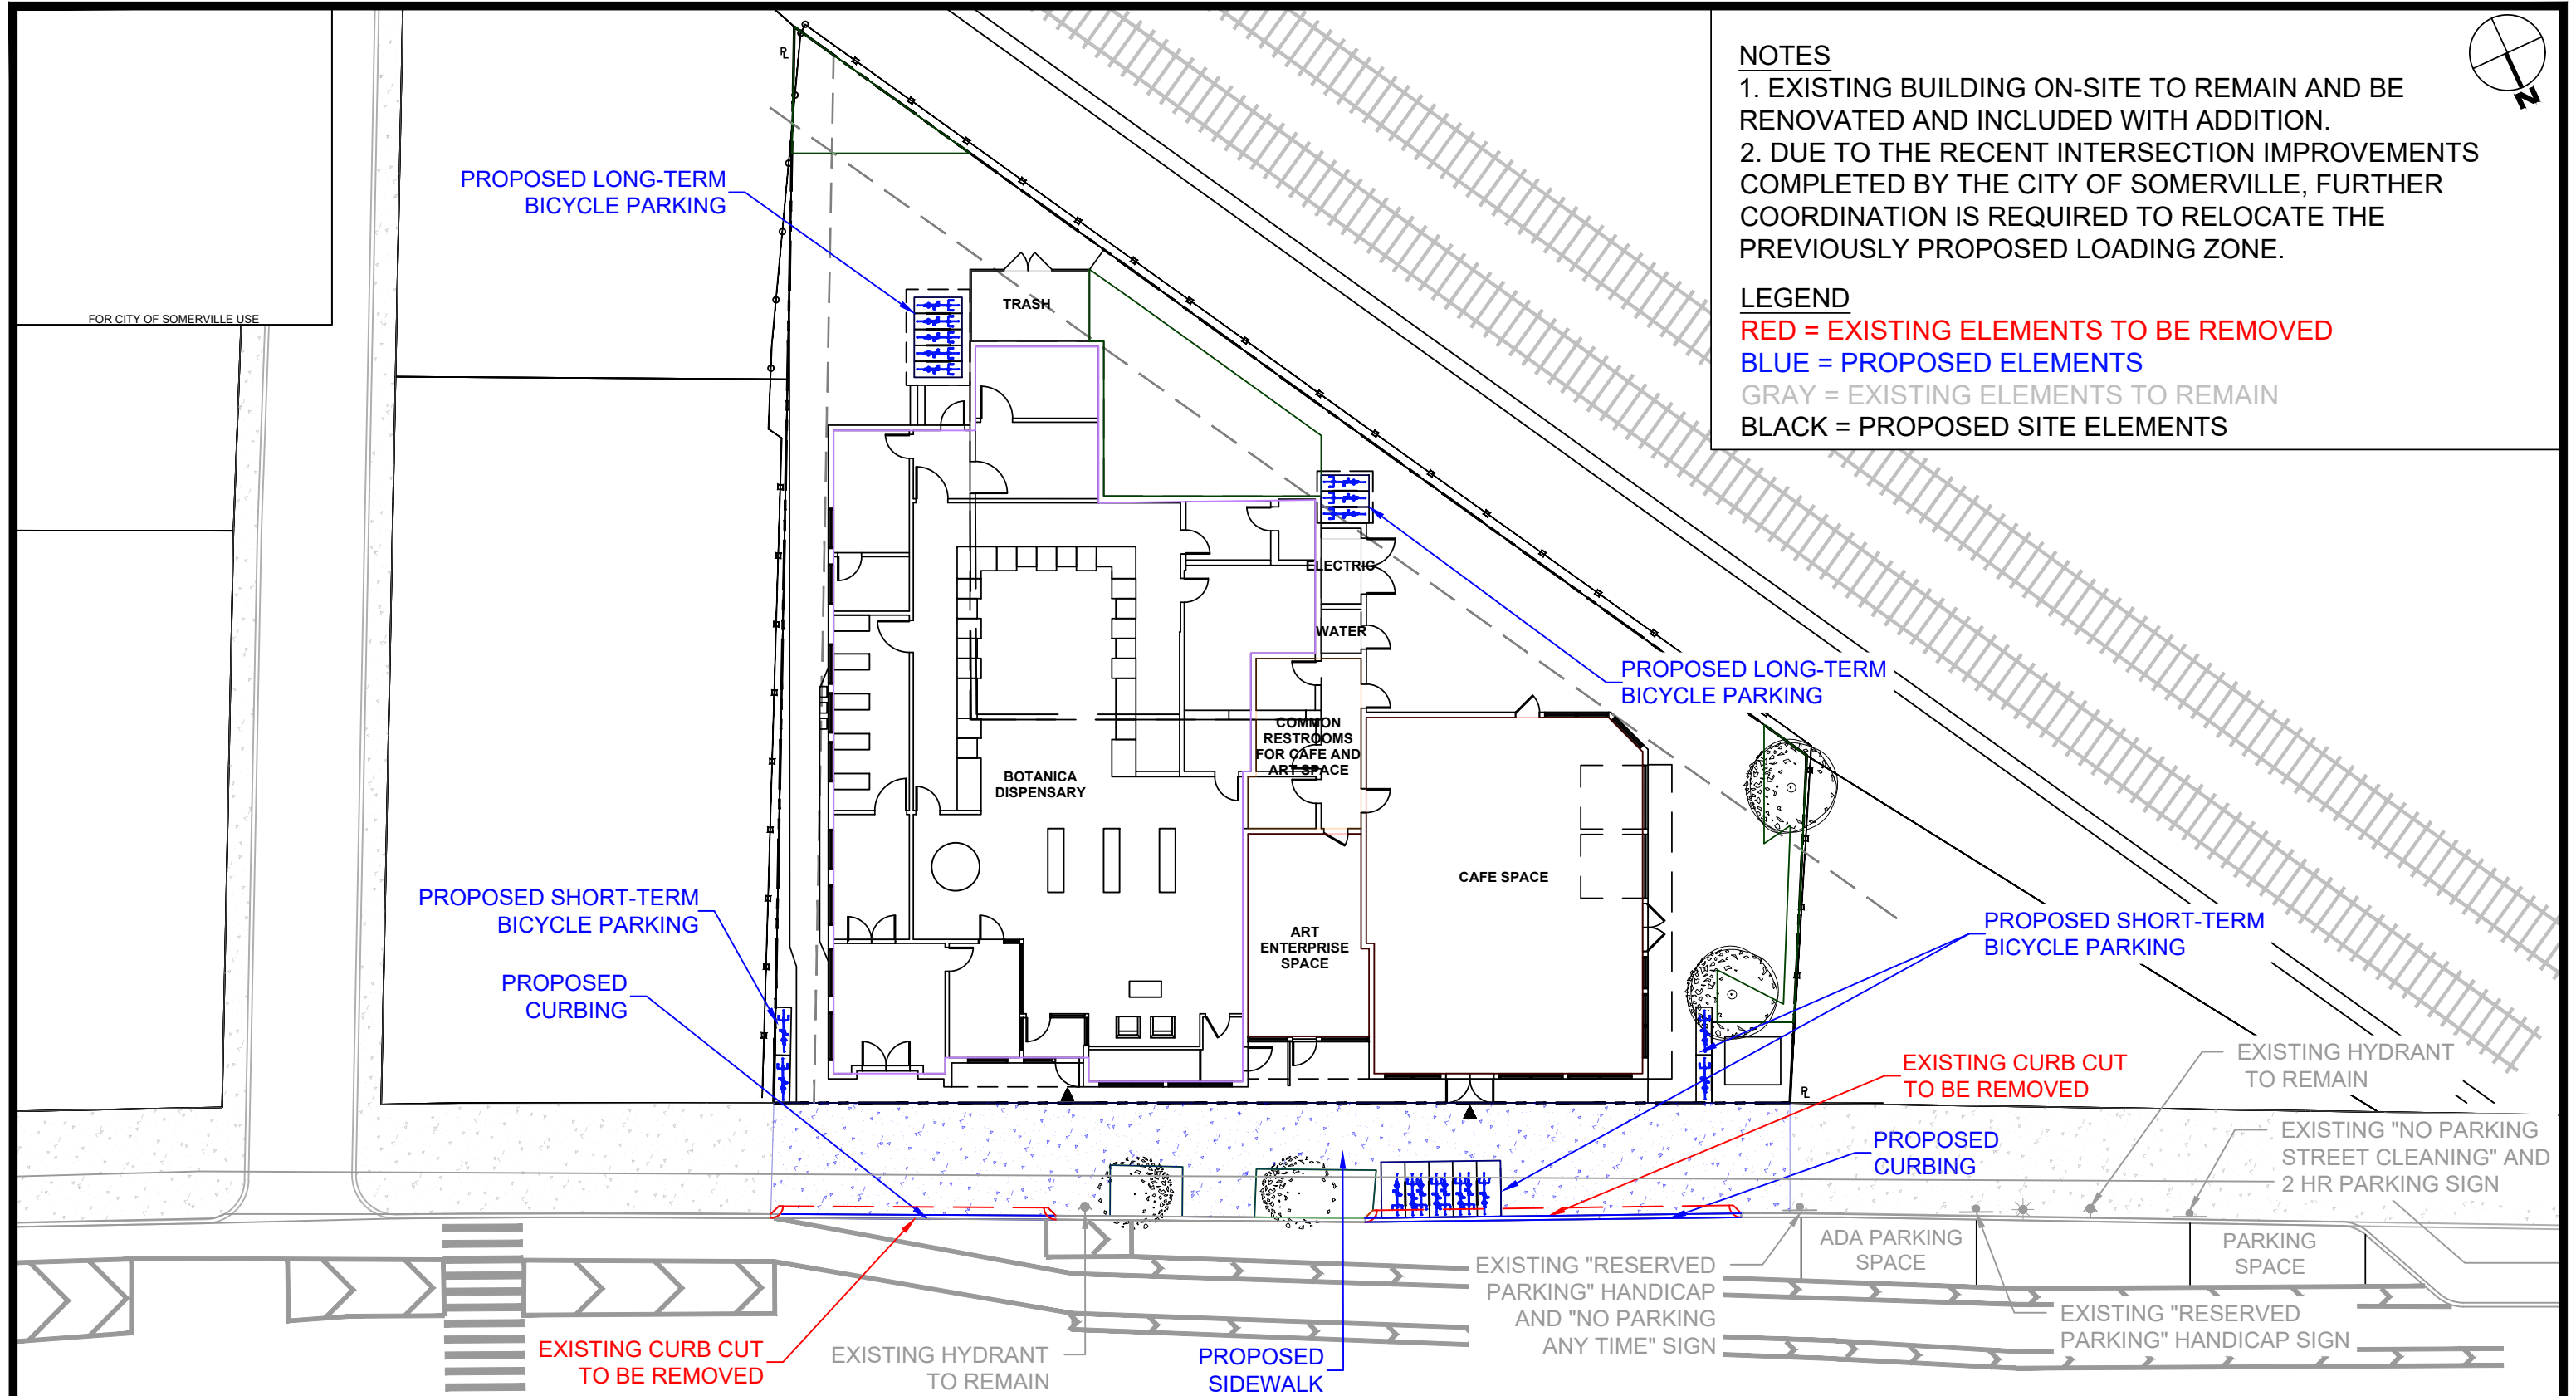 NOTES
1. EXISTING BUILDING ON-SITE TO REMAIN AND BE
RENOVATED AND INCLUDED WITH ADDITION.
2. DUE TO THE RECENT INTERSECTION IMPROVEMENTS
COMPLETED BY THE CITY OF SOMERVILLE, FURTHER
COORDINATION IS REQUIRED TO RELOCATE THE
PREVIOUSLY PROPOSED LOADING ZONE.
LEGEND
RED = EXISTING ELEMENTS TO BE REMOVED
BLUE = PROPOSED ELEMENTS
GRAY = EXISTING ELEMENTS TO REMAIN
BLACK = PROPOSED SITE ELEMENTS
N
PL
PROPOSED LONG-TERM
BICYCLE PARKING
FOR CITY OF SOMERVILLE USE
TRASH
ELECTRIC
WATER
PROPOSED LONG-TERM
BICYCLE PARKING
COMMON
RESTROOMS
FOR CAFE AND
ART SPACE
BOTANICA
DISPENSARY
CAFE SPACE
ART
ENTERPRISE
SPACE
PROPOSED SHORT-TERM
BICYCLE PARKING
PROPOSED
CURBING
PROPOSED SHORT-TERM
BICYCLE PARKING
EXISTING CURB CUT
TO BE REMOVED
PL
EXISTING HYDRANT
TO REMAIN
PROPOSED
CURBING
EXISTING "NO PARKING
STREET CLEANING" AND
2 HR PARKING SIGN
ADA PARKING
SPACE
PARKING
SPACE
EXISTING "RESERVED
PARKING" HANDICAP
AND "NO PARKING
ANY TIME" SIGN
EXISTING "RESERVED
PARKING" HANDICAP SIGN
EXISTING CURB CUT
TO BE REMOVED
EXISTING HYDRANT
TO REMAIN
PROPOSED
SIDEWALK